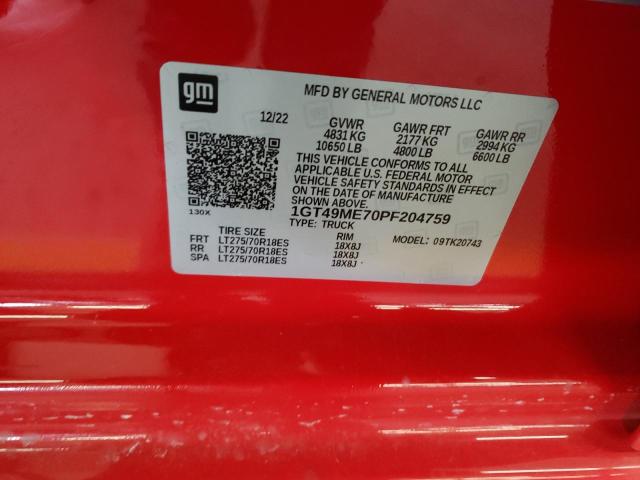 gm
MFD BY GENERAL MOTORS LLC
12/22 GVWR GAWR FRT GAWR RR
4831 KG 2177 KG 2994 KG
10650 LB 4800 LB 6600 LB
THIS VEHICLE CONFORMS TO ALL
APPLICABLE U.S. FEDERAL MOTOR
VEHICLE SAFETY STANDARDS IN EFFECT
ON THE DATE OF MANUFACTURE
SHOWN ABOVE.
130X 1GT49ME70PF204759
TYPE: TRUCK
TIRE SIZE RIM MODEL: 09TK20743
FRT LT275/70R18ES 18X8J
RR LT275/70R18ES 18X8J
SPA LT275/70R18ES 18X8J